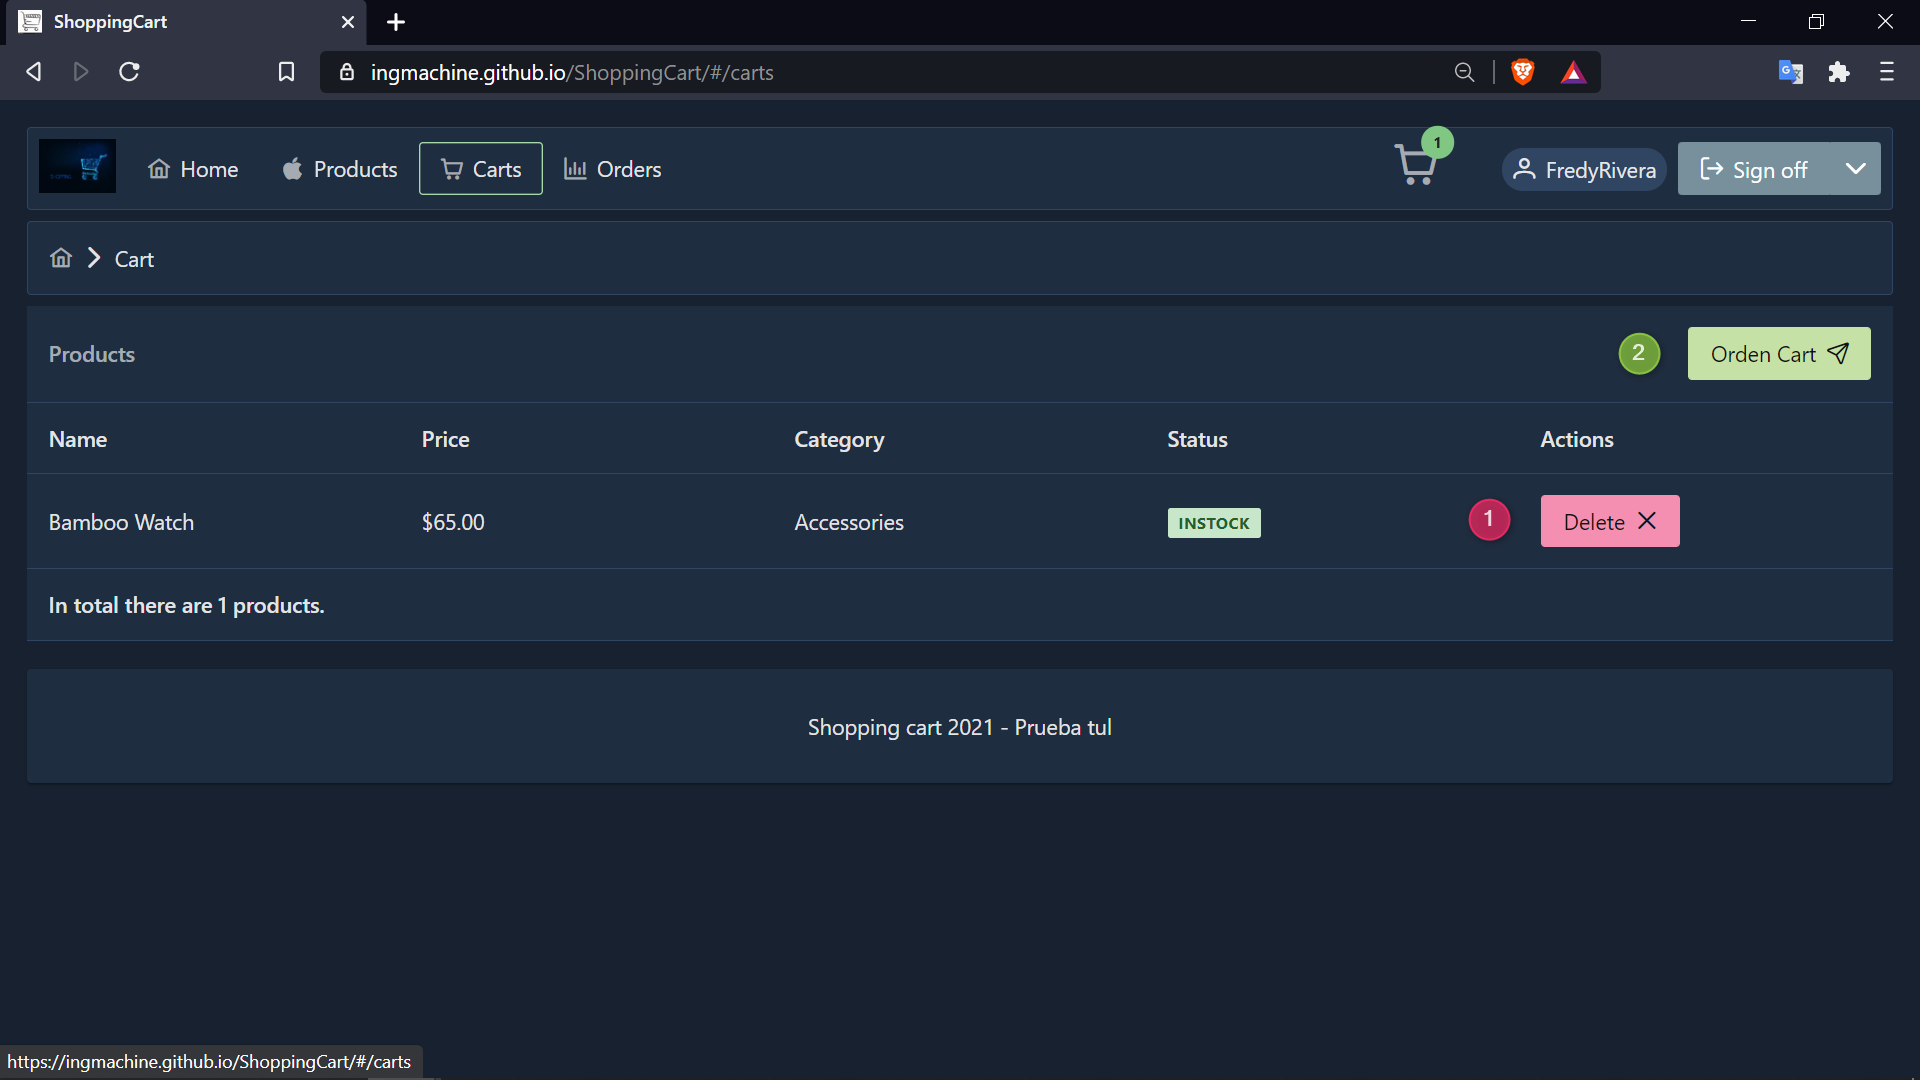 ShoppingCart
ingmachine.github.io/ShoppingCart/#/carts
Home Products Carts Orders 1 FredyRivera Sign off
Cart
Products 2 Orden Cart
Name Price Category Status Actions
Bamboo Watch $65.00 Accessories INSTOCK 1 Delete
In total there are 1 products.
Shopping cart 2021 - Prueba tul
https://ingmachine.github.io/ShoppingCart/#/carts